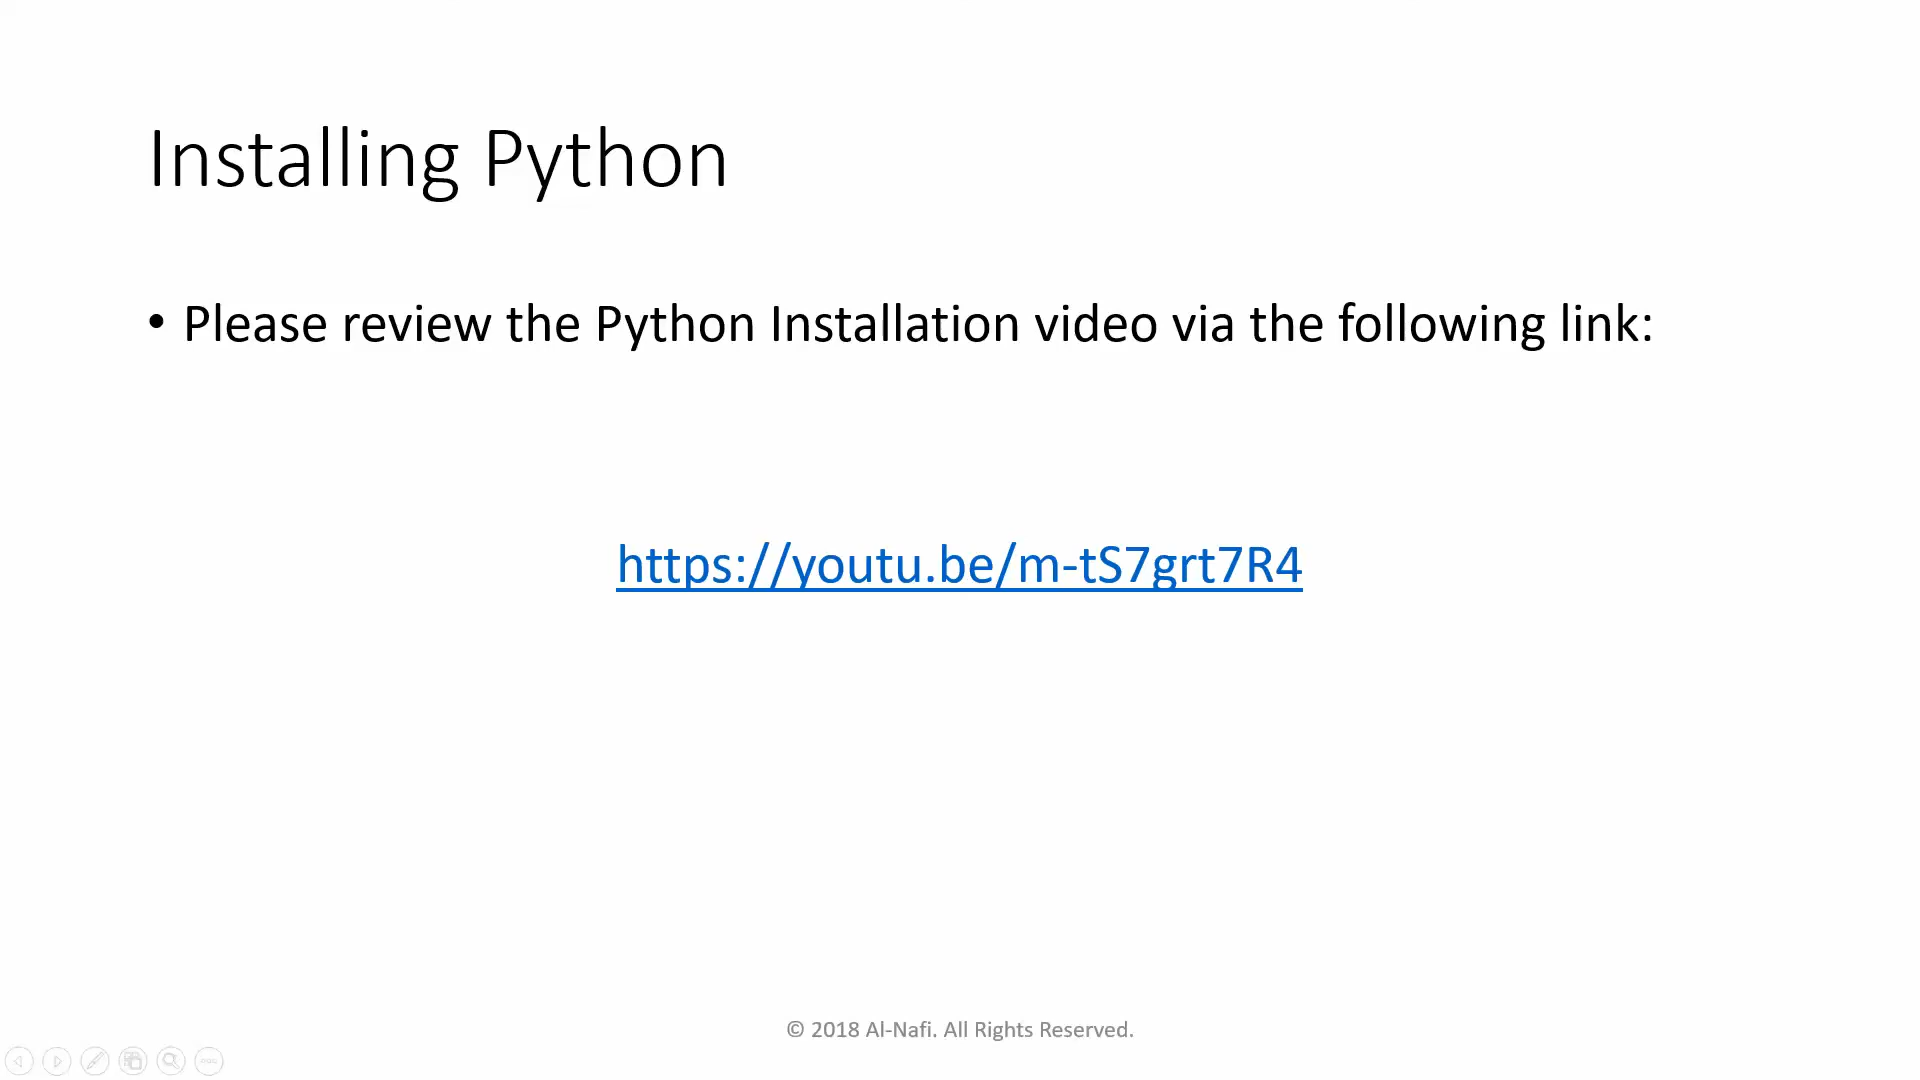 Installing Python
• Please review the Python Installation video via the following link:
https://youtu.be/m-tS7grt7R4
© 2018 Al-Nafi. All Rights Reserved.